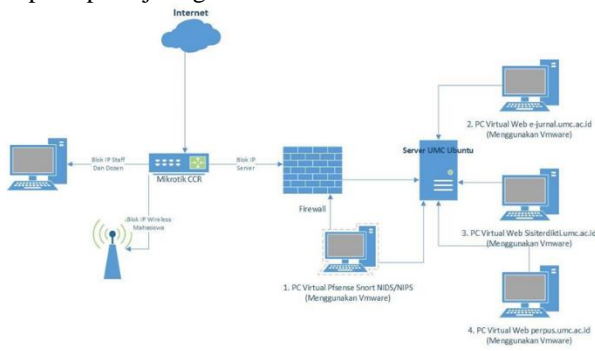 Internet
2. PC Virtual Web e-jurnal.umc.ac.id
(Menggunakan Vmware)
Server UMC Ubuntu
Blok IP Staff
Dan Dosen
Mikrotik CCR
Blok IP
Server
Blok IP Wireless
Mahasiswa
Firewall
3. PC Virtual Web Sisiterdikti.umc.ac.id
(Menggunakan Vmware)
1. PC Virtual Pfsense Snort NIDS/NIPS
(Menggunakan Vmware)
4. PC Virtual Web perpus.umc.ac.id
(Menggunakan Vmware)